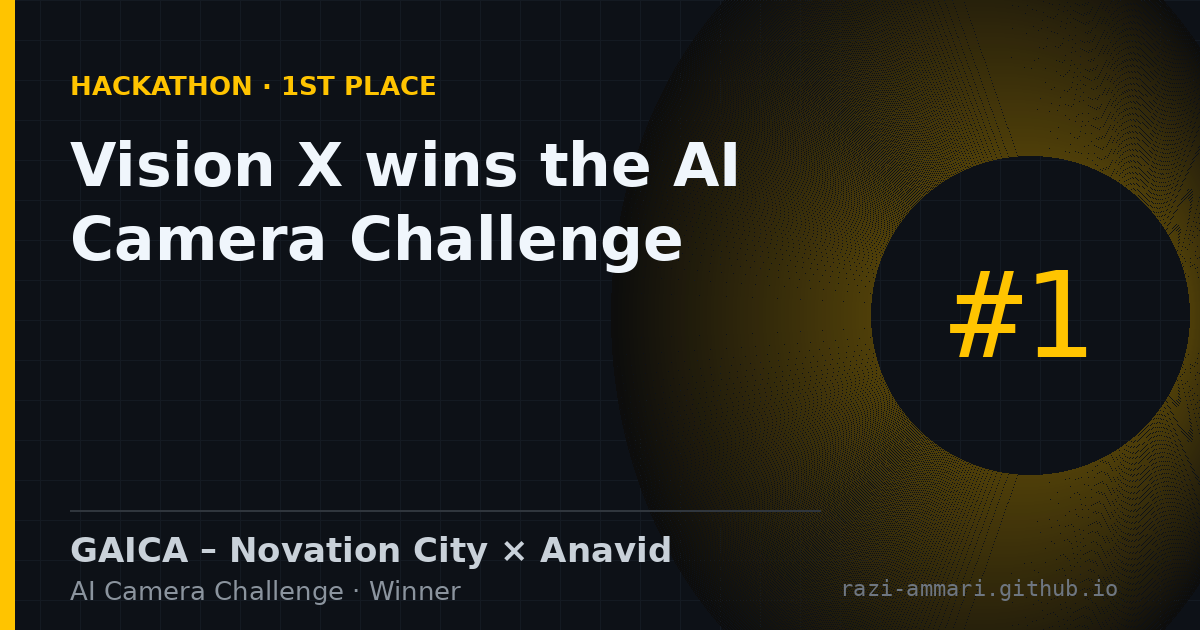 HACKATHON · 1ST PLACE
Vision X wins the AI
Camera Challenge
#1
GAICA – Novation City × Anavid
AI Camera Challenge · Winner
razi-ammari.github.io